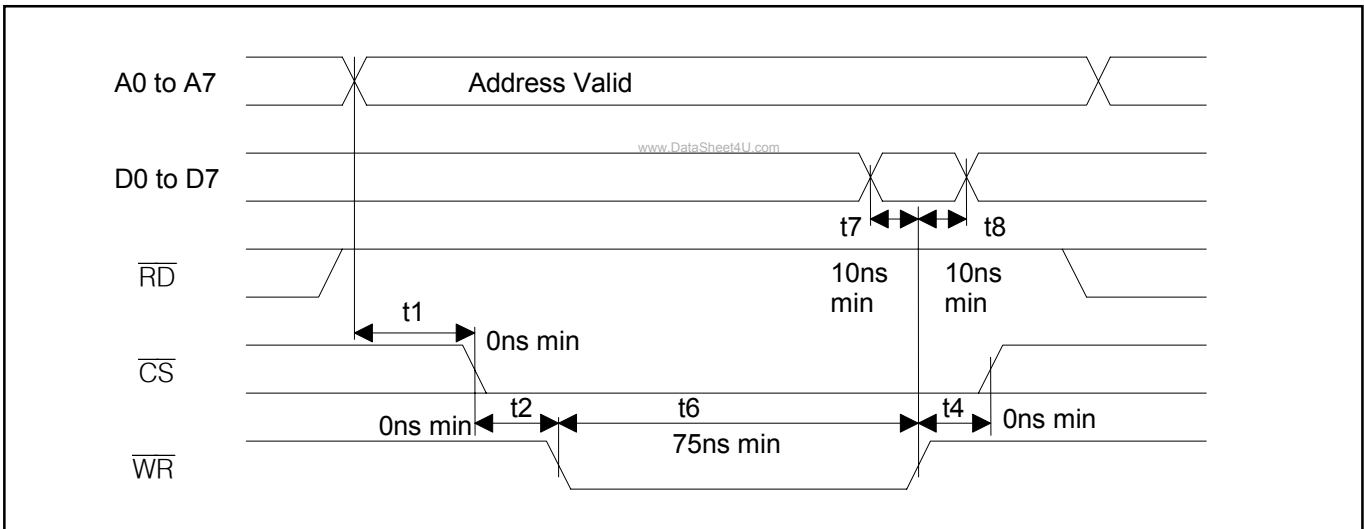 A0 to A7
Address Valid
www.DataSheet4U.com
D0 to D7
t7
t8
RD
10ns
min
10ns
min
t1
0ns min
CS
t2
t6
t4
0ns min
0ns min
75ns min
WR